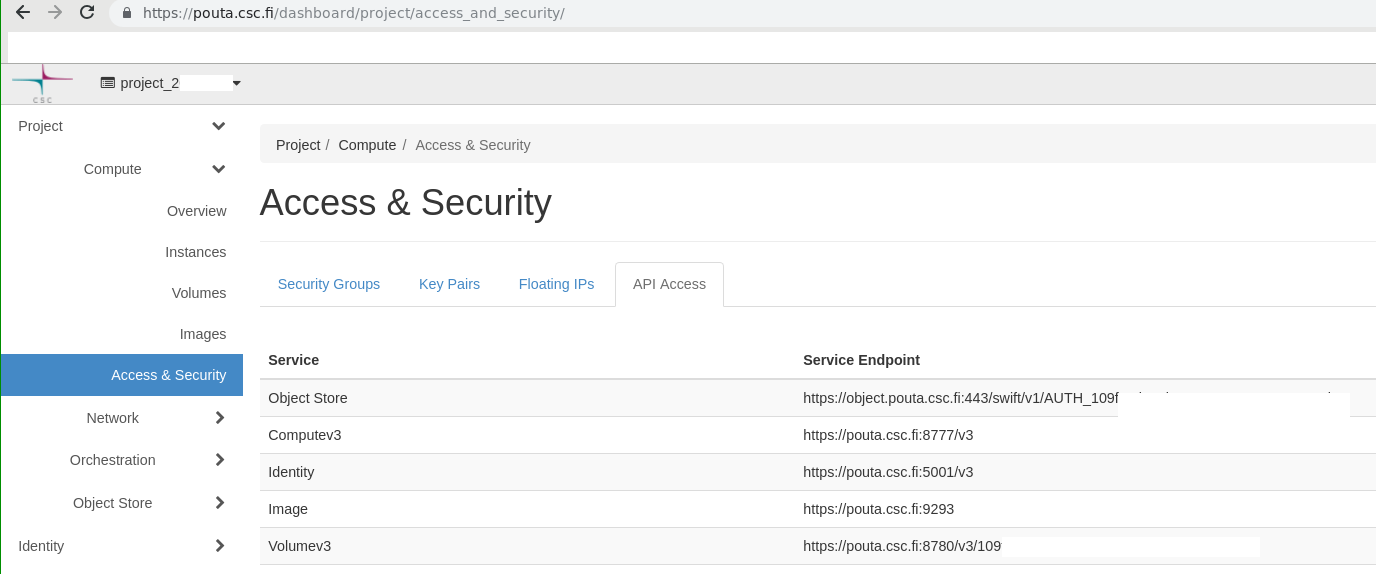 https://pouta.csc.fi/dashboard/project/access_and_security/
csc
project_2
Project
Compute
Overview
Instances
Volumes
Images
Access & Security
Network
Orchestration
Object Store
Identity
Project / Compute / Access & Security
Access & Security
Security Groups Key Pairs Floating IPs API Access
Service Service Endpoint
Object Store https://object.pouta.csc.fi:443/swift/v1/AUTH_109f
Computev3 https://pouta.csc.fi:8777/v3
Identity https://pouta.csc.fi:5001/v3
Image https://pouta.csc.fi:9293
Volumev3 https://pouta.csc.fi:8780/v3/109